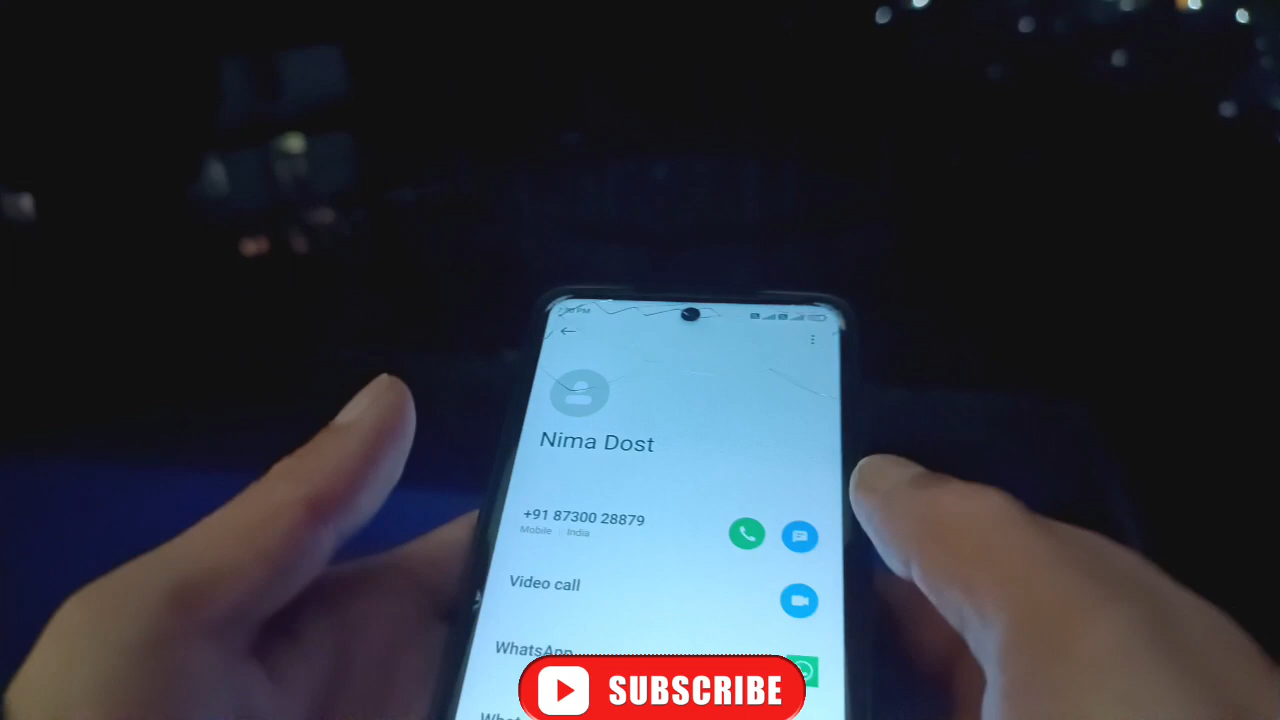 Nima Dost
+91 87300 28879
Mobile India
Video call
WhatsApp
SUBSCRIBE